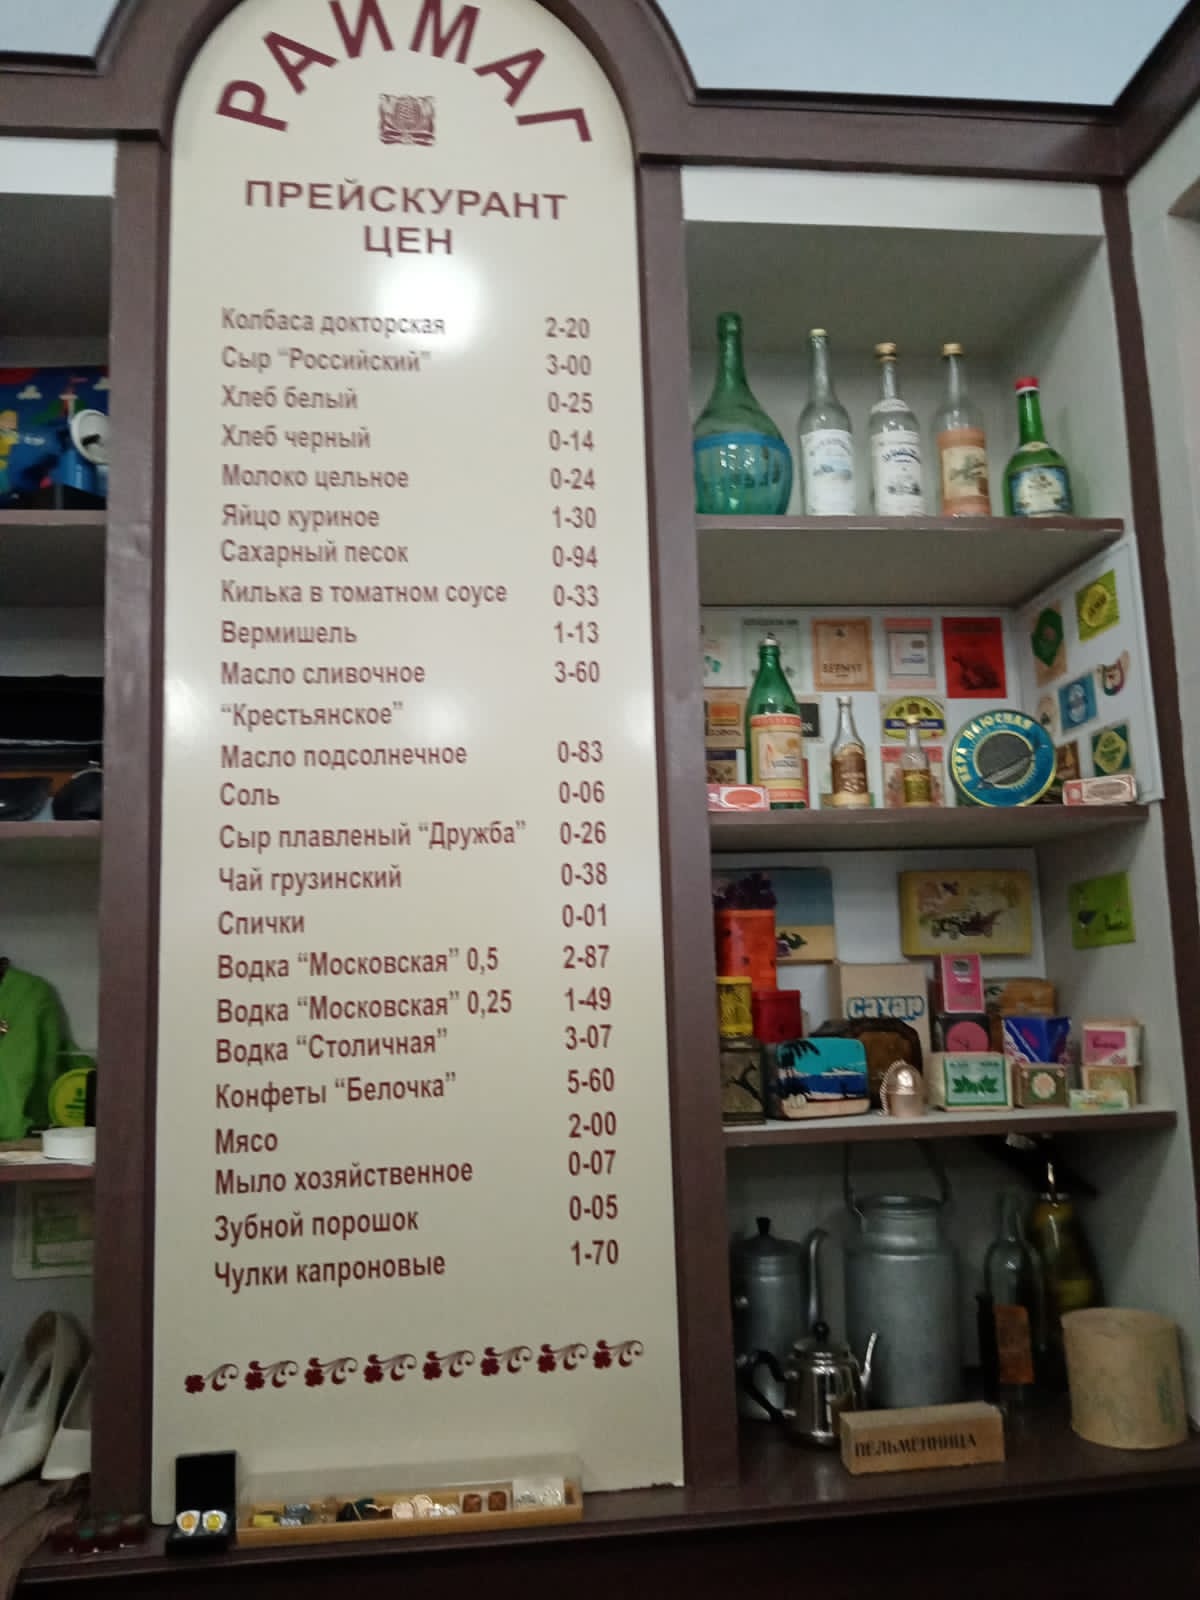 РАЙМАГ
ПРЕЙСКУРАНТ
ЦЕН
Колбаса докторская 2-20
Сыр “Российский” 3-00
Хлеб белый 0-25
Хлеб черный 0-14
Молоко цельное 0-24
Яйцо куриное 1-30
Сахарный песок 0-94
Килька в томатном соусе 0-33
Вермишель 1-13
Масло сливочное 3-60
“Крестьянское”
Масло подсолнечное 0-83
Соль 0-06
Сыр плавленый “Дружба” 0-26
Чай грузинский 0-38
Спички 0-01
Водка “Московская” 0,5 2-87
Водка “Московская” 0,25 1-49
Водка “Столичная” 3-07
Конфеты “Белочка” 5-60
Мясо 2-00
Мыло хозяйственное 0-07
Зубной порошок 0-05
Чулки капроновые 1-70
ВЕРМУТ
сахар
ПЕЛЬМЕННИЦА